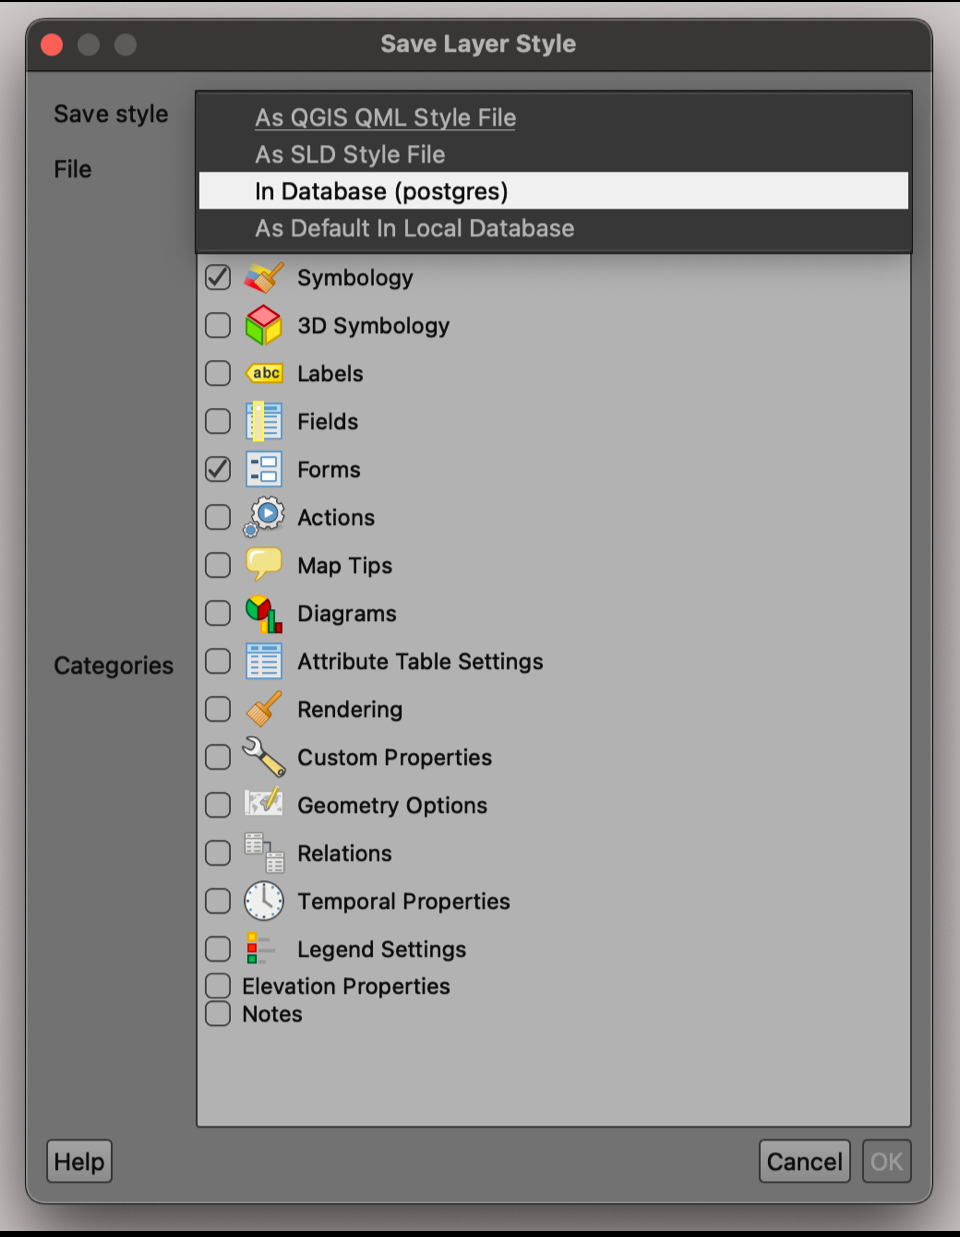 Save Layer Style
Save style
As QGIS QML Style File
As SLD Style File
File
In Database (postgres)
As Default In Local Database
Symbology
3D Symbology
abc Labels
Fields
Forms
Actions
Map Tips
Diagrams
Categories
Attribute Table Settings
Rendering
Custom Properties
Geometry Options
Relations
Temporal Properties
Legend Settings
Elevation Properties
Notes
Help
Cancel
OK